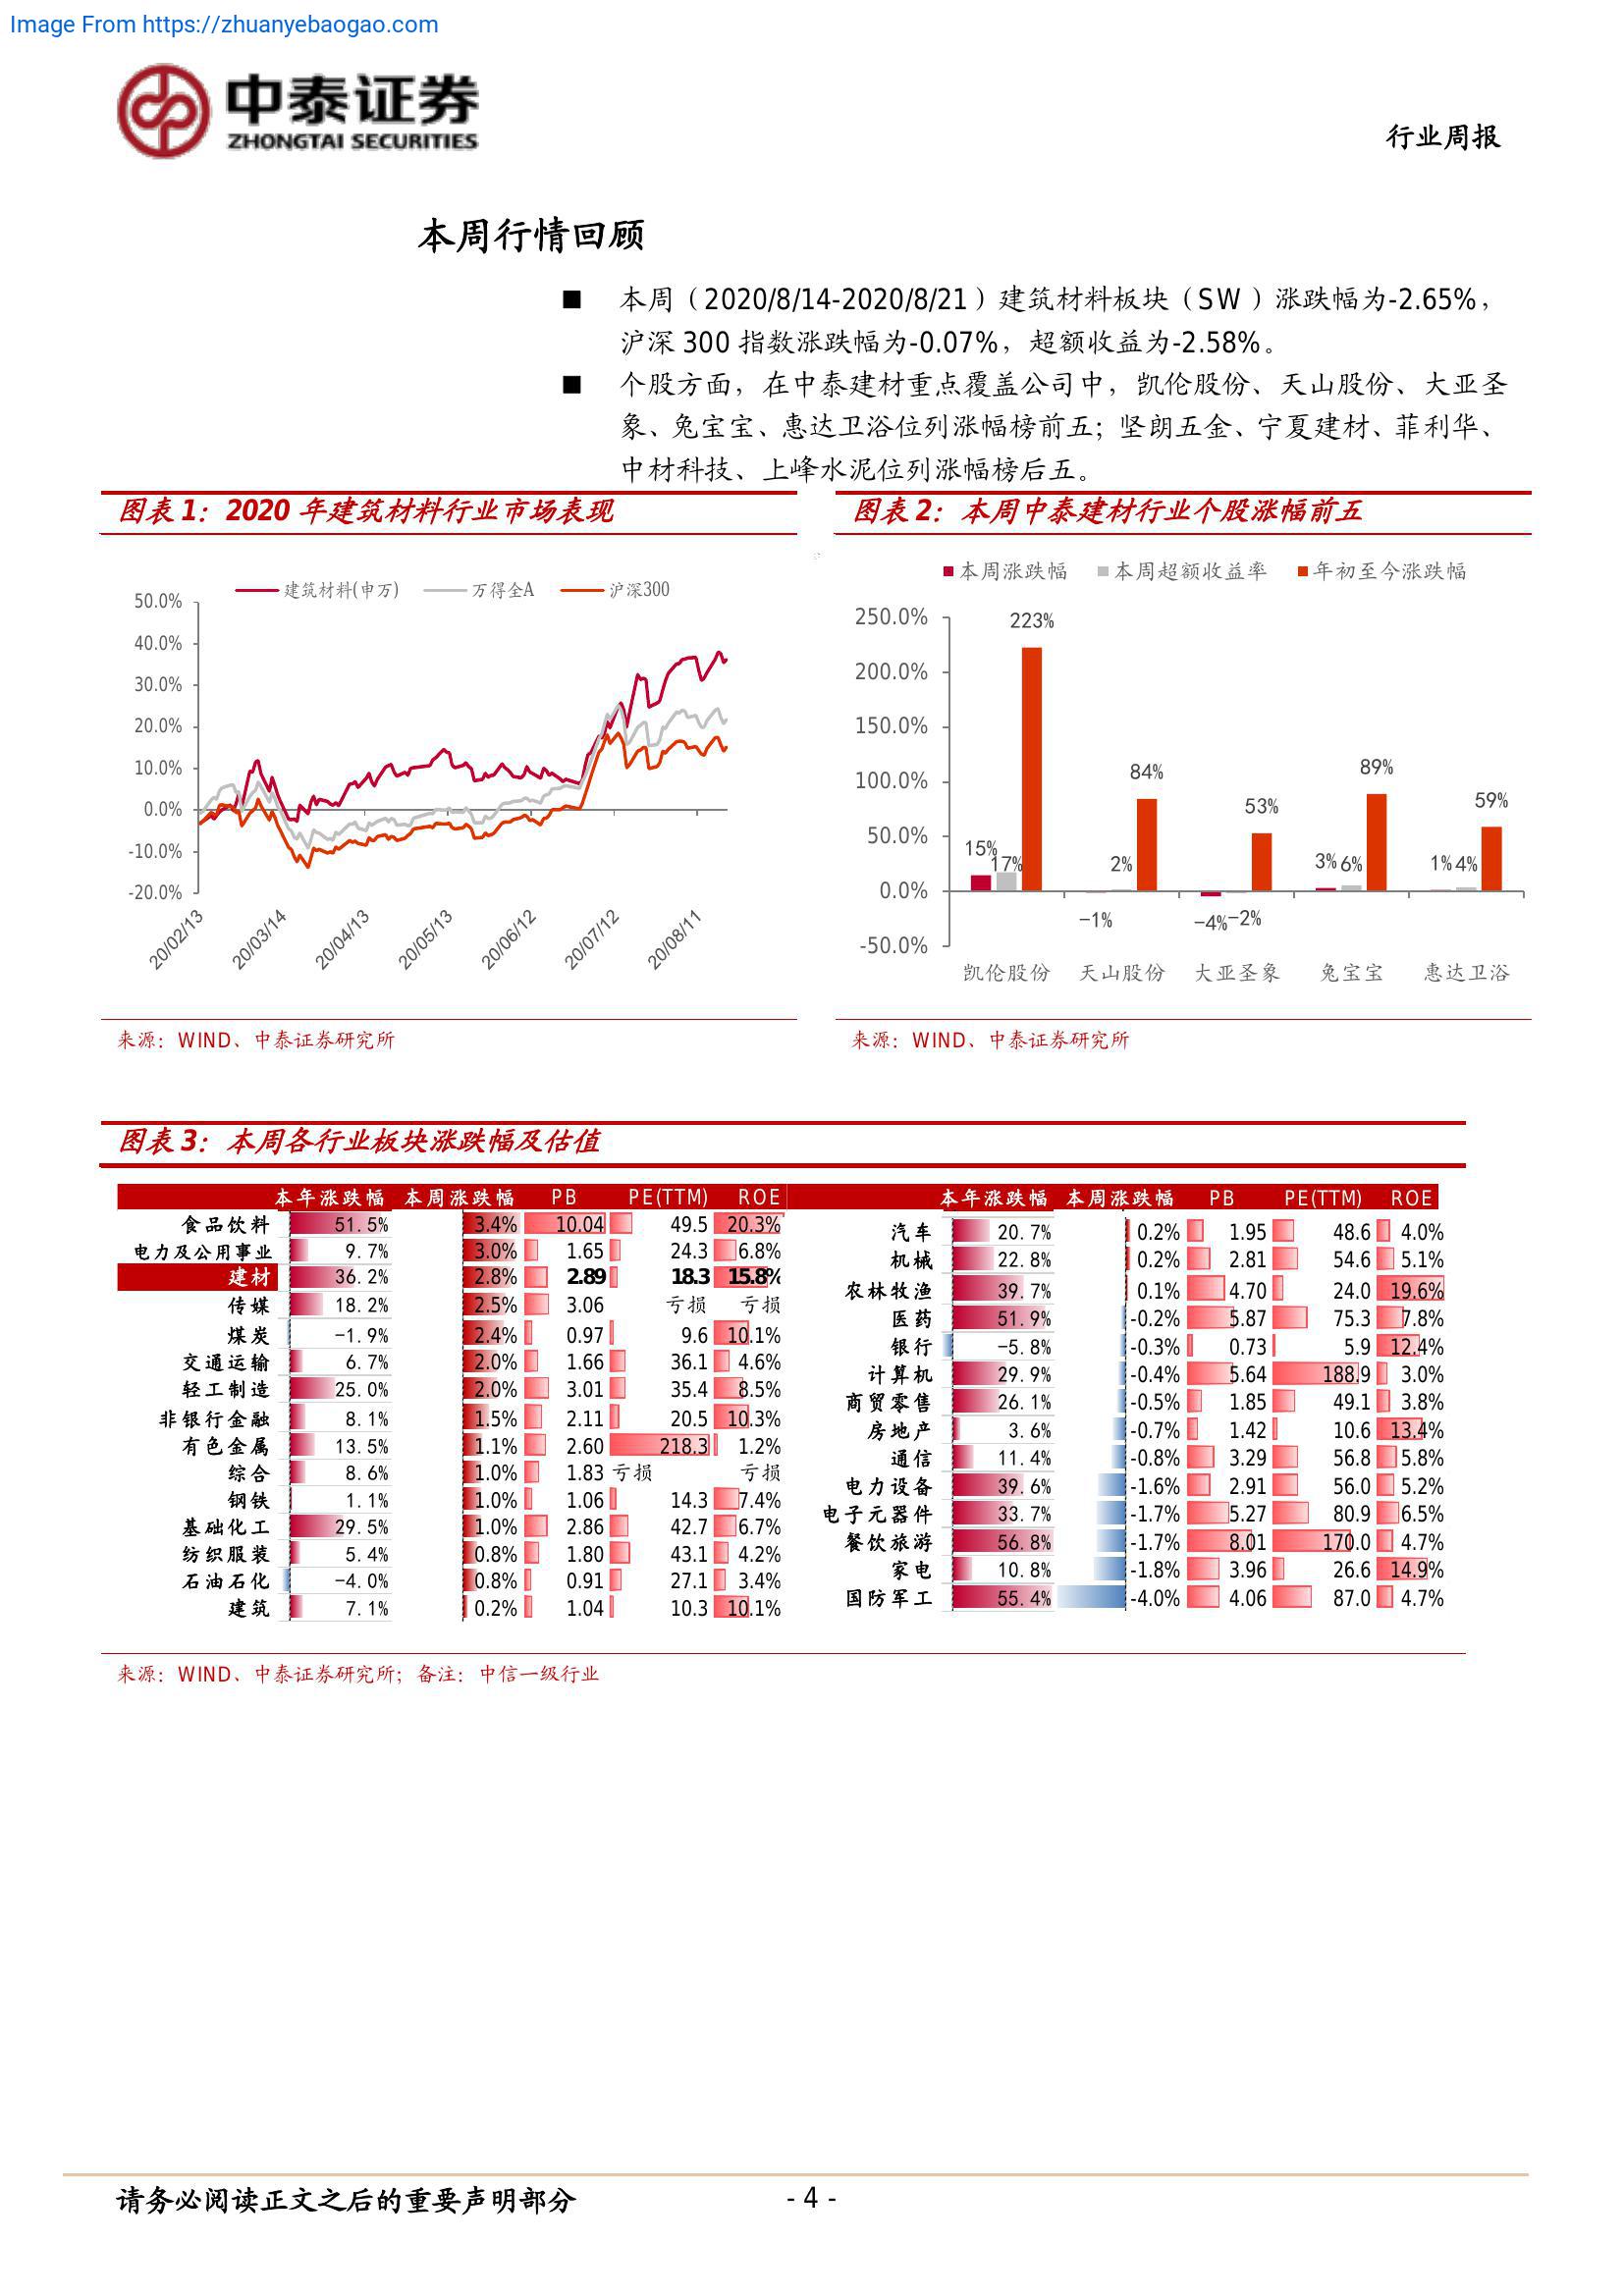 Image From https://zhuanyebaogao.com
中泰证券
ZHONGTAI SECURITIES
行业周报
本周行情回顾
■ 本周（2020/8/14-2020/8/21）建筑材料板块（SW）涨跌幅为-2.65%，
沪深 300 指数涨跌幅为-0.07%，超额收益为-2.58%。
■ 个股方面，在中泰建材重点覆盖公司中，凯伦股份、天山股份、大亚圣
象、兔宝宝、惠达卫浴位列涨幅榜前五；坚朗五金、宁夏建材、菲利华、
中材科技、上峰水泥位列涨幅榜后五。
图表 1：2020 年建筑材料行业市场表现
建筑材料(申万) 万得全A 沪深300
50.0%
40.0%
30.0%
20.0%
10.0%
0.0%
-10.0%
-20.0%
20/02/13 20/03/14 20/04/13 20/05/13 20/06/12 20/07/12 20/08/11
来源：WIND、中泰证券研究所
图表 2：本周中泰建材行业个股涨幅前五
本周涨跌幅 本周超额收益率 年初至今涨跌幅
250.0%
200.0%
150.0%
100.0%
50.0%
0.0%
-50.0%
15% 17% 223%
−1% 2% 84%
−4% −2% 53%
3% 6% 89%
1% 4% 59%
凯伦股份 天山股份 大亚圣象 兔宝宝 惠达卫浴
来源：WIND、中泰证券研究所
图表 3：本周各行业板块涨跌幅及估值
本年涨跌幅 本周涨跌幅 PB PE(TTM) ROE
食品饮料 51.5% 3.4% 10.04 49.5 20.3%
电力及公用事业 9.7% 3.0% 1.65 24.3 6.8%
建材 36.2% 2.8% 2.89 18.3 15.8%
传媒 18.2% 2.5% 3.06 亏损 亏损
煤炭 −1.9% 2.4% 0.97 9.6 10.1%
交通运输 6.7% 2.0% 1.66 36.1 4.6%
轻工制造 25.0% 2.0% 3.01 35.4 8.5%
非银行金融 8.1% 1.5% 2.11 20.5 10.3%
有色金属 13.5% 1.1% 2.60 218.3 1.2%
综合 8.6% 1.0% 1.83 亏损 亏损
钢铁 1.1% 1.0% 1.06 14.3 7.4%
基础化工 29.5% 1.0% 2.86 42.7 6.7%
纺织服装 5.4% 0.8% 1.80 43.1 4.2%
石油石化 −4.0% 0.8% 0.91 27.1 3.4%
建筑 7.1% 0.2% 1.04 10.3 10.1%
本年涨跌幅 本周涨跌幅 PB PE(TTM) ROE
汽车 20.7% 0.2% 1.95 48.6 4.0%
机械 22.8% 0.2% 2.81 54.6 5.1%
农林牧渔 39.7% 0.1% 4.70 24.0 19.6%
医药 51.9% -0.2% 5.87 75.3 7.8%
银行 −5.8% -0.3% 0.73 5.9 12.4%
计算机 29.9% -0.4% 5.64 188.9 3.0%
商贸零售 26.1% -0.5% 1.85 49.1 3.8%
房地产 3.6% -0.7% 1.42 10.6 13.4%
通信 11.4% -0.8% 3.29 56.8 5.8%
电力设备 39.6% -1.6% 2.91 56.0 5.2%
电子元器件 33.7% -1.7% 5.27 80.9 6.5%
餐饮旅游 56.8% -1.7% 8.01 170.0 4.7%
家电 10.8% -1.8% 3.96 26.6 14.9%
国防军工 55.4% -4.0% 4.06 87.0 4.7%
来源：WIND、中泰证券研究所；备注：中信一级行业
请务必阅读正文之后的重要声明部分
- 4 -